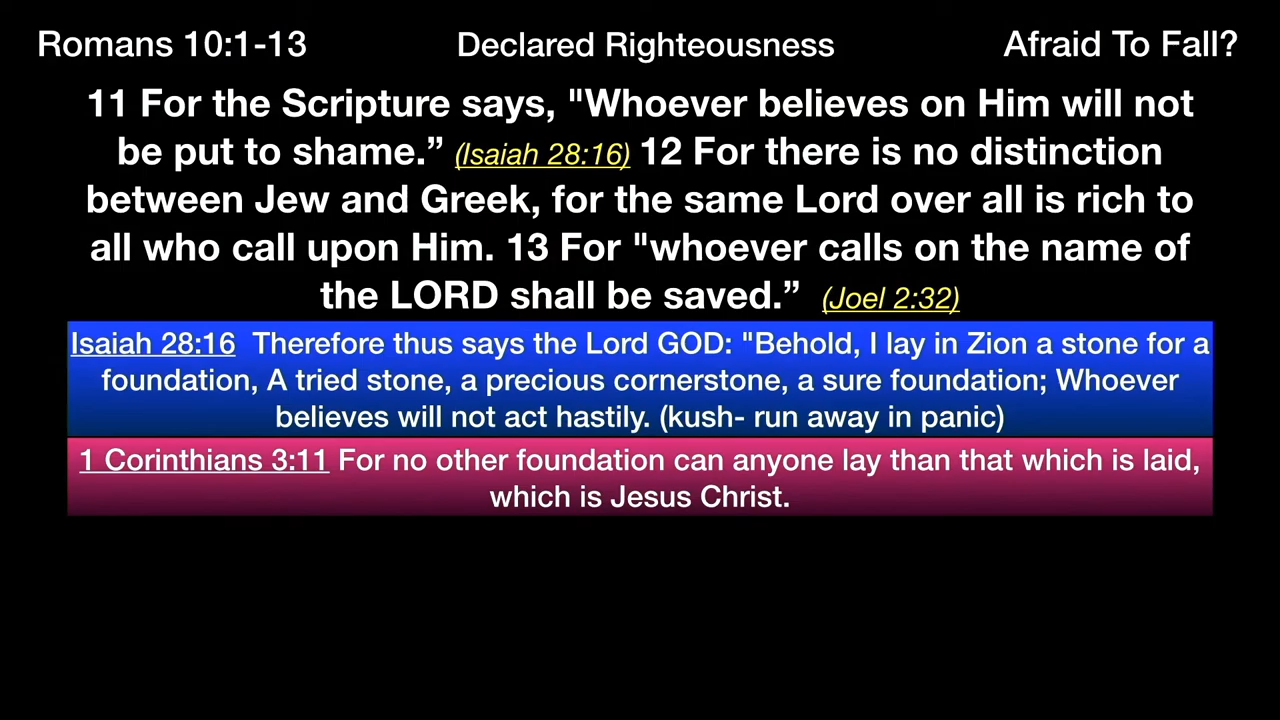 Romans 10:1-13 Declared Righteousness Afraid To Fall?
11 For the Scripture says, "Whoever believes on Him will not
be put to shame.” (Isaiah 28:16) 12 For there is no distinction
between Jew and Greek, for the same Lord over all is rich to
all who call upon Him. 13 For "whoever calls on the name of
the LORD shall be saved.” (Joel 2:32)
Isaiah 28:16 Therefore thus says the Lord GOD: "Behold, I lay in Zion a stone for a
foundation, A tried stone, a precious cornerstone, a sure foundation; Whoever
believes will not act hastily. (kush- run away in panic)
1 Corinthians 3:11 For no other foundation can anyone lay than that which is laid,
which is Jesus Christ.